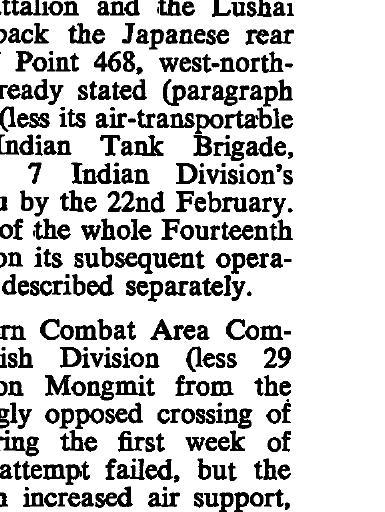 ttalion and the Lushai
back the Japanese rear
Point 468, west-north-
ready stated (paragraph
(less its air-transportable
Indian Tank Brigade,
7 Indian Division's
by the 22nd February.
of the whole Fourteenth
on its subsequent opera-
described separately.
rn Combat Area Com-
ish Division (less 29
on Mongmit from the
gly opposed crossing of
ring the first week of
attempt failed, but the
increased air support,